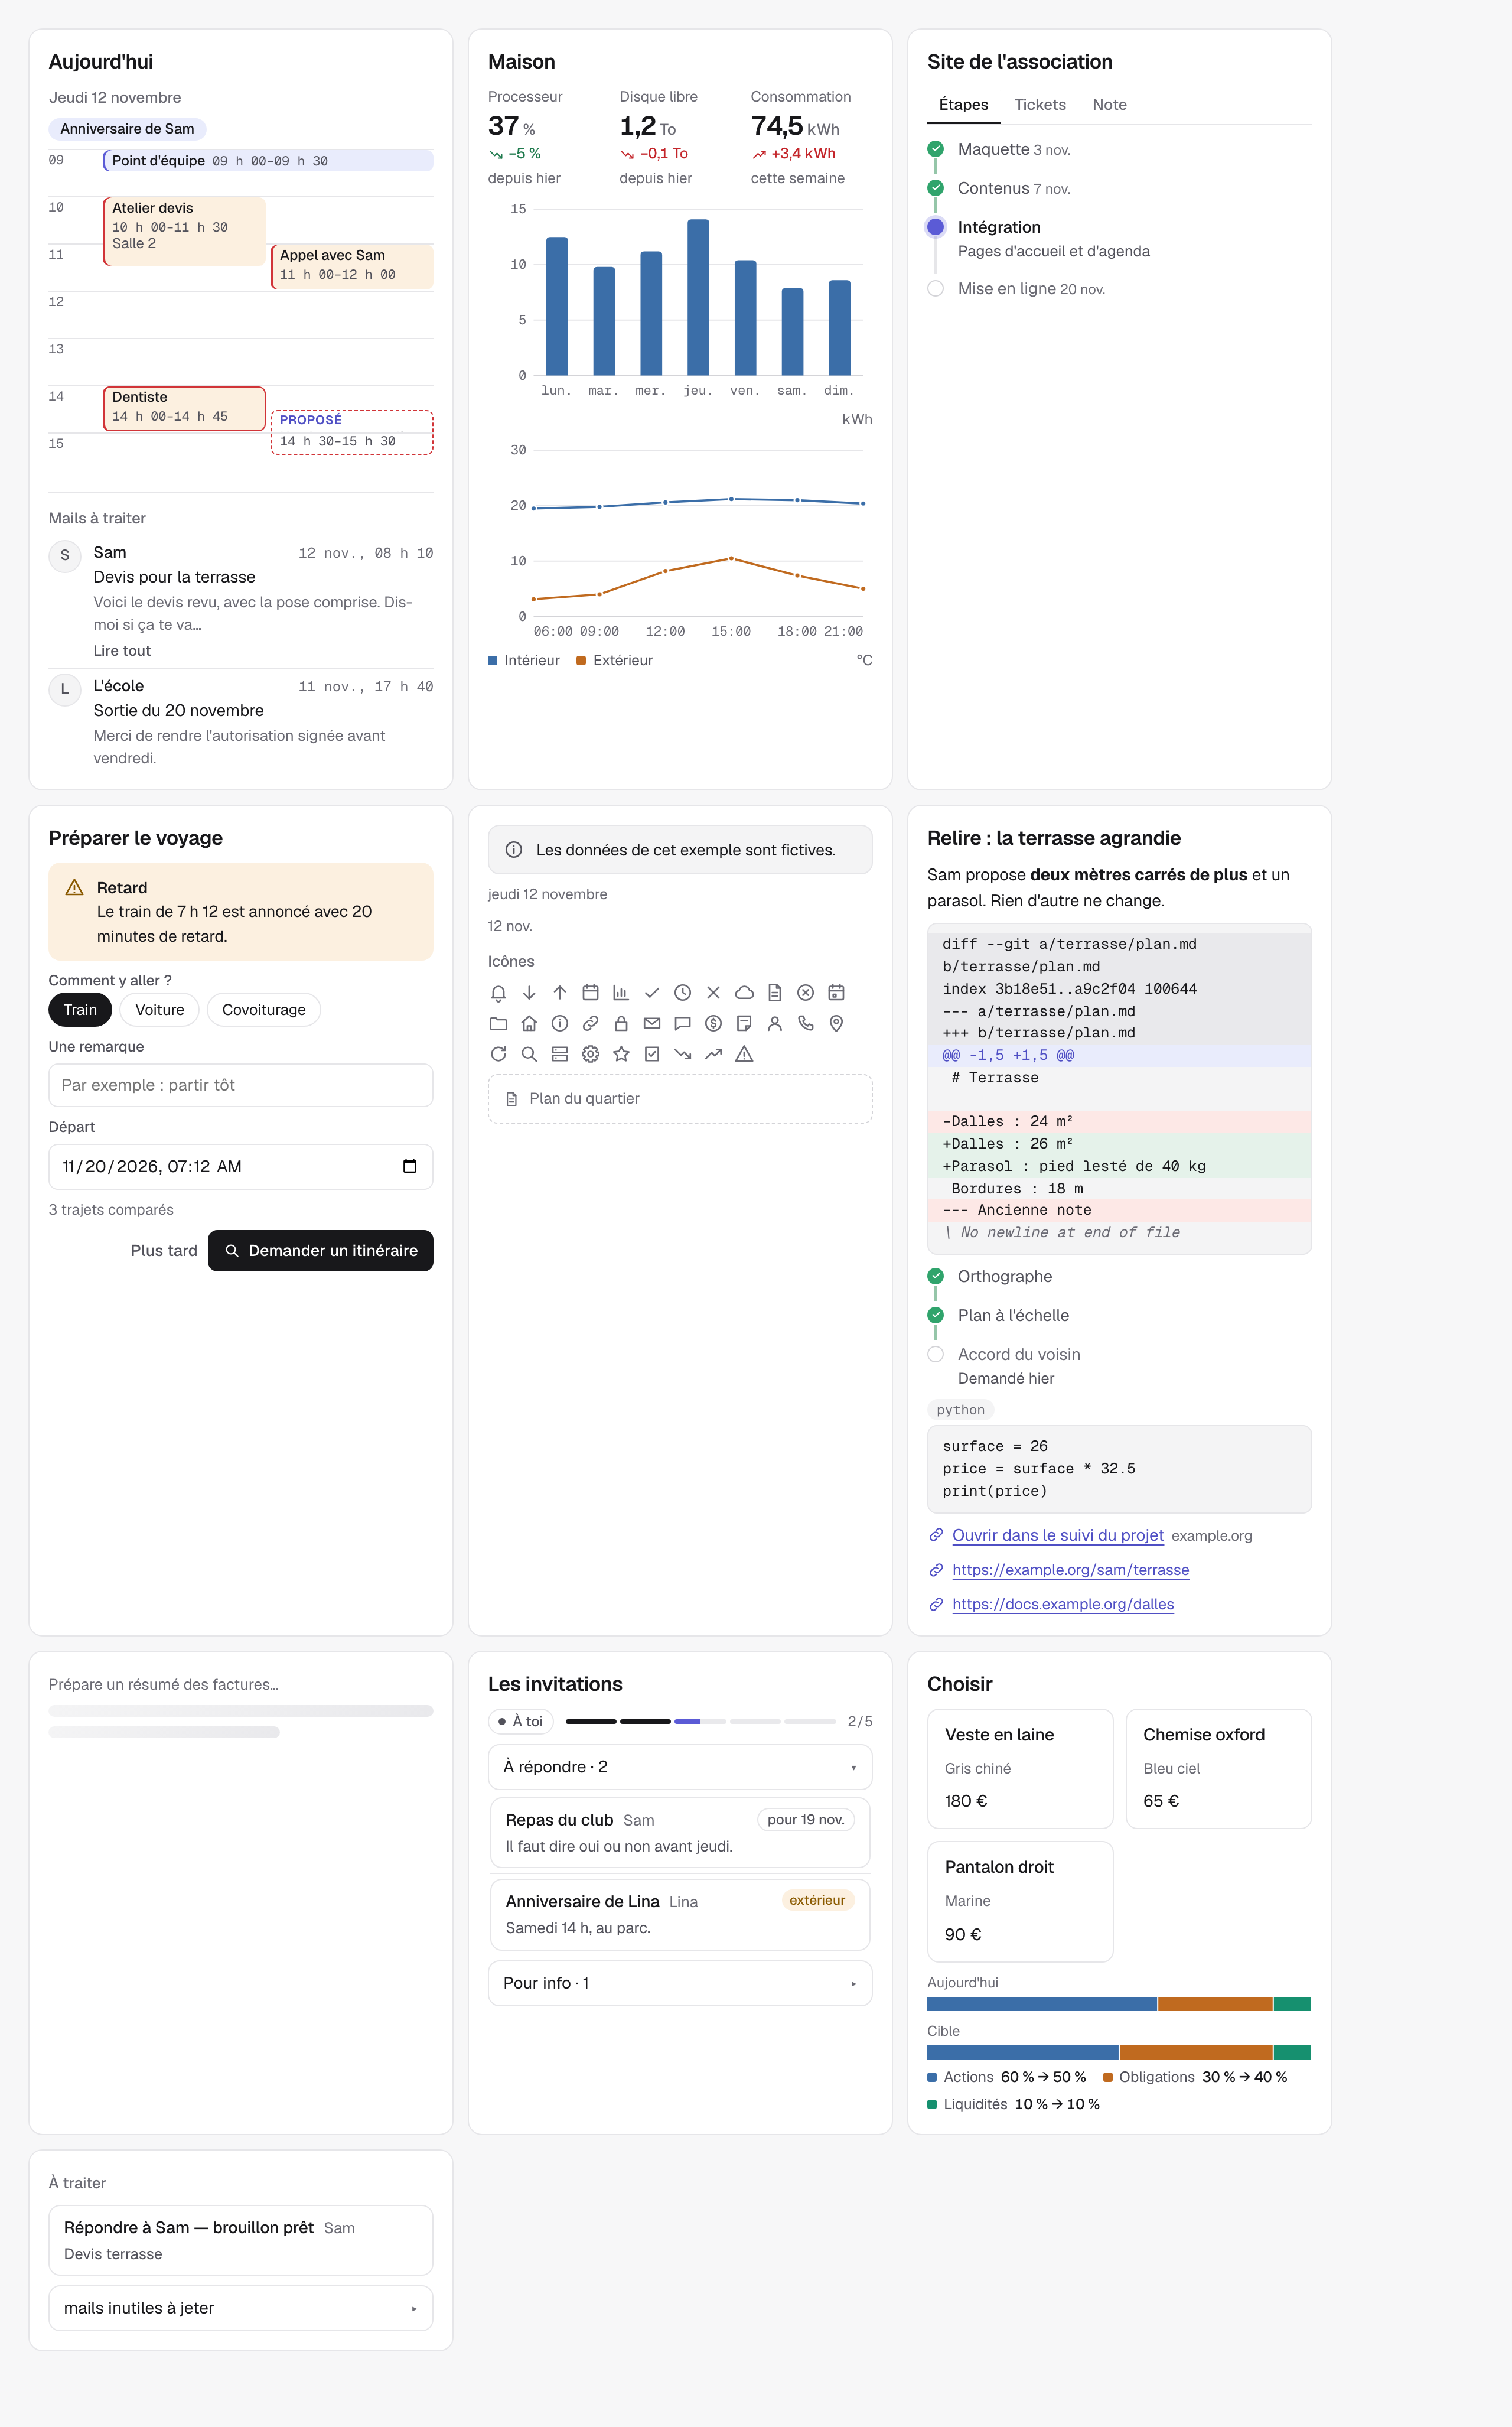 Aujourd'hui
Jeudi 12 novembre
Anniversaire de Sam
09
Point d'équipe 09 h 00–09 h 30
10
Atelier devis
10 h 00–11 h 30
Salle 2
11
Appel avec Sam
11 h 00–12 h 00
12
13
14
Dentiste
14 h 00–14 h 45
PROPOSÉ
14 h 30–15 h 30
15
Mails à traiter
S
Sam
12 nov., 08 h 10
Devis pour la terrasse
Voici le devis revu, avec la pose comprise. Dis-
moi si ça te va…
Lire tout
L
L'école
11 nov., 17 h 40
Sortie du 20 novembre
Merci de rendre l'autorisation signée avant
vendredi.
Maison
Processeur
37 %
−5 %
depuis hier
Disque libre
1,2 To
−0,1 To
depuis hier
Consommation
74,5 kWh
+3,4 kWh
cette semaine
15
10
5
0
lun. mar. mer. jeu. ven. sam. dim.
kWh
30
20
10
0
06:00 09:00 12:00 15:00 18:00 21:00
Intérieur Extérieur °C
Site de l'association
Étapes Tickets Note
Maquette 3 nov.
Contenus 7 nov.
Intégration
Pages d'accueil et d'agenda
Mise en ligne 20 nov.
Préparer le voyage
Retard
Le train de 7 h 12 est annoncé avec 20
minutes de retard.
Comment y aller ?
Train Voiture Covoiturage
Une remarque
Par exemple : partir tôt
Départ
11/20/2026, 07:12 AM
3 trajets comparés
Plus tard Demander un itinéraire
Les données de cet exemple sont fictives.
jeudi 12 novembre
12 nov.
Icônes
Plan du quartier
Relire : la terrasse agrandie
Sam propose deux mètres carrés de plus et un
parasol. Rien d'autre ne change.
diff --git a/terrasse/plan.md
b/terrasse/plan.md
index 3b18e51..a9c2f04 100644
--- a/terrasse/plan.md
+++ b/terrasse/plan.md
@@ -1,5 +1,5 @@
# Terrasse
-Dalles : 24 m²
+Dalles : 26 m²
+Parasol : pied lesté de 40 kg
Bordures : 18 m
--- Ancienne note
\ No newline at end of file
Orthographe
Plan à l'échelle
Accord du voisin
Demandé hier
python
surface = 26
price = surface * 32.5
print(price)
Ouvrir dans le suivi du projet example.org
https://example.org/sam/terrasse
https://docs.example.org/dalles
Prépare un résumé des factures…
Les invitations
À toi 2/5
À répondre · 2
Repas du club Sam pour 19 nov.
Il faut dire oui ou non avant jeudi.
Anniversaire de Lina Lina extérieur
Samedi 14 h, au parc.
Pour info · 1
Choisir
Veste en laine
Gris chiné
180 €
Chemise oxford
Bleu ciel
65 €
Pantalon droit
Marine
90 €
Aujourd'hui
Cible
Actions 60 % → 50 % Obligations 30 % → 40 %
Liquidités 10 % → 10 %
À traiter
Répondre à Sam — brouillon prêt Sam
Devis terrasse
mails inutiles à jeter